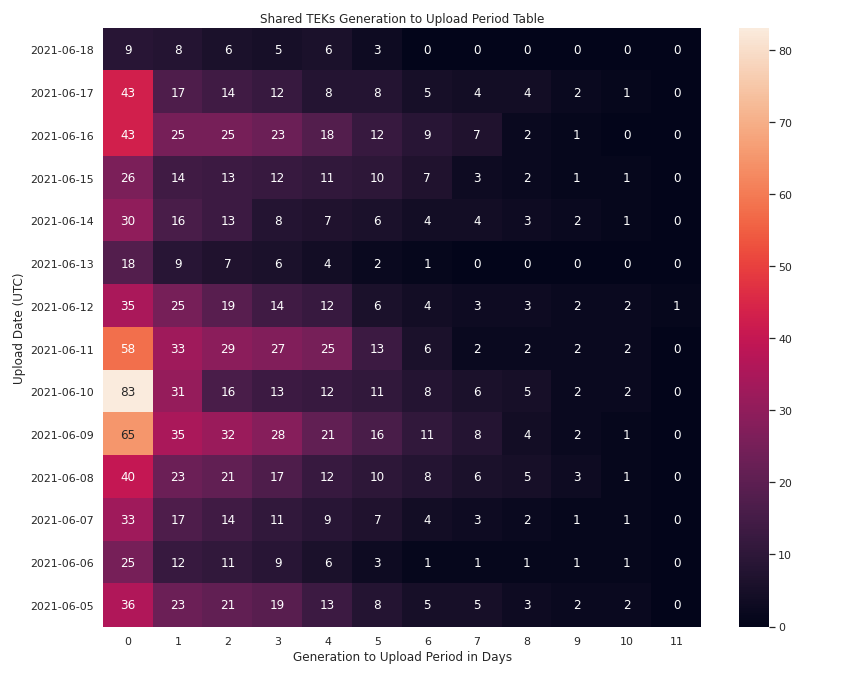 Shared TEKs Generation to Upload Period Table
Upload Date (UTC)
2021-06-18 9 8 6 5 6 3 0 0 0 0 0 0
2021-06-17 43 17 14 12 8 8 5 4 4 2 1 0
2021-06-16 43 25 25 23 18 12 9 7 2 1 0 0
2021-06-15 26 14 13 12 11 10 7 3 2 1 1 0
2021-06-14 30 16 13 8 7 6 4 4 3 2 1 0
2021-06-13 18 9 7 6 4 2 1 0 0 0 0 0
2021-06-12 35 25 19 14 12 6 4 3 3 2 2 1
2021-06-11 58 33 29 27 25 13 6 2 2 2 2 0
2021-06-10 83 31 16 13 12 11 8 6 5 2 2 0
2021-06-09 65 35 32 28 21 16 11 8 4 2 1 0
2021-06-08 40 23 21 17 12 10 8 6 5 3 1 0
2021-06-07 33 17 14 11 9 7 4 3 2 1 1 0
2021-06-06 25 12 11 9 6 3 1 1 1 1 1 0
2021-06-05 36 23 21 19 13 8 5 5 3 2 2 0
0 1 2 3 4 5 6 7 8 9 10 11
Generation to Upload Period in Days
80
70
60
50
40
30
20
10
0